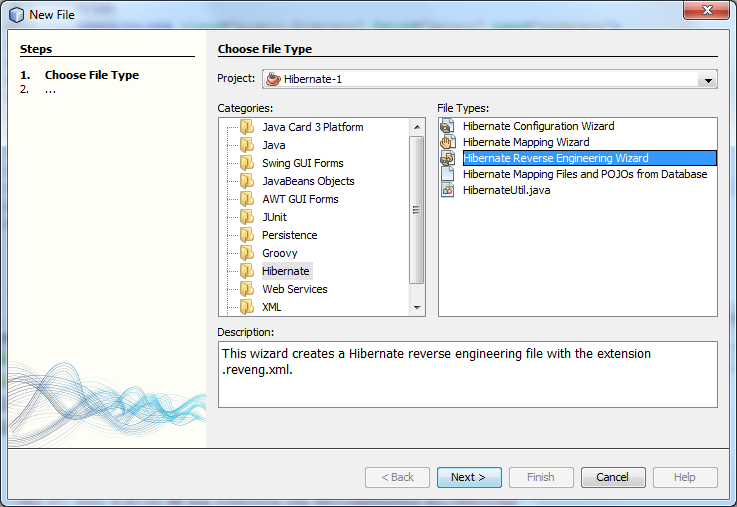 New File
Steps
1. Choose File Type
2. ...
Choose File Type
Project: Hibernate-1
Categories:
Java Card 3 Platform
Java
Swing GUI Forms
JavaBeans Objects
AWT GUI Forms
JUnit
Persistence
Groovy
Hibernate
Web Services
XML
File Types:
Hibernate Configuration Wizard
Hibernate Mapping Wizard
Hibernate Reverse Engineering Wizard
Hibernate Mapping Files and POJOs from Database
HibernateUtil.java
Description:
This wizard creates a Hibernate reverse engineering file with the extension
.reveng.xml.
< Back
Next >
Finish
Cancel
Help